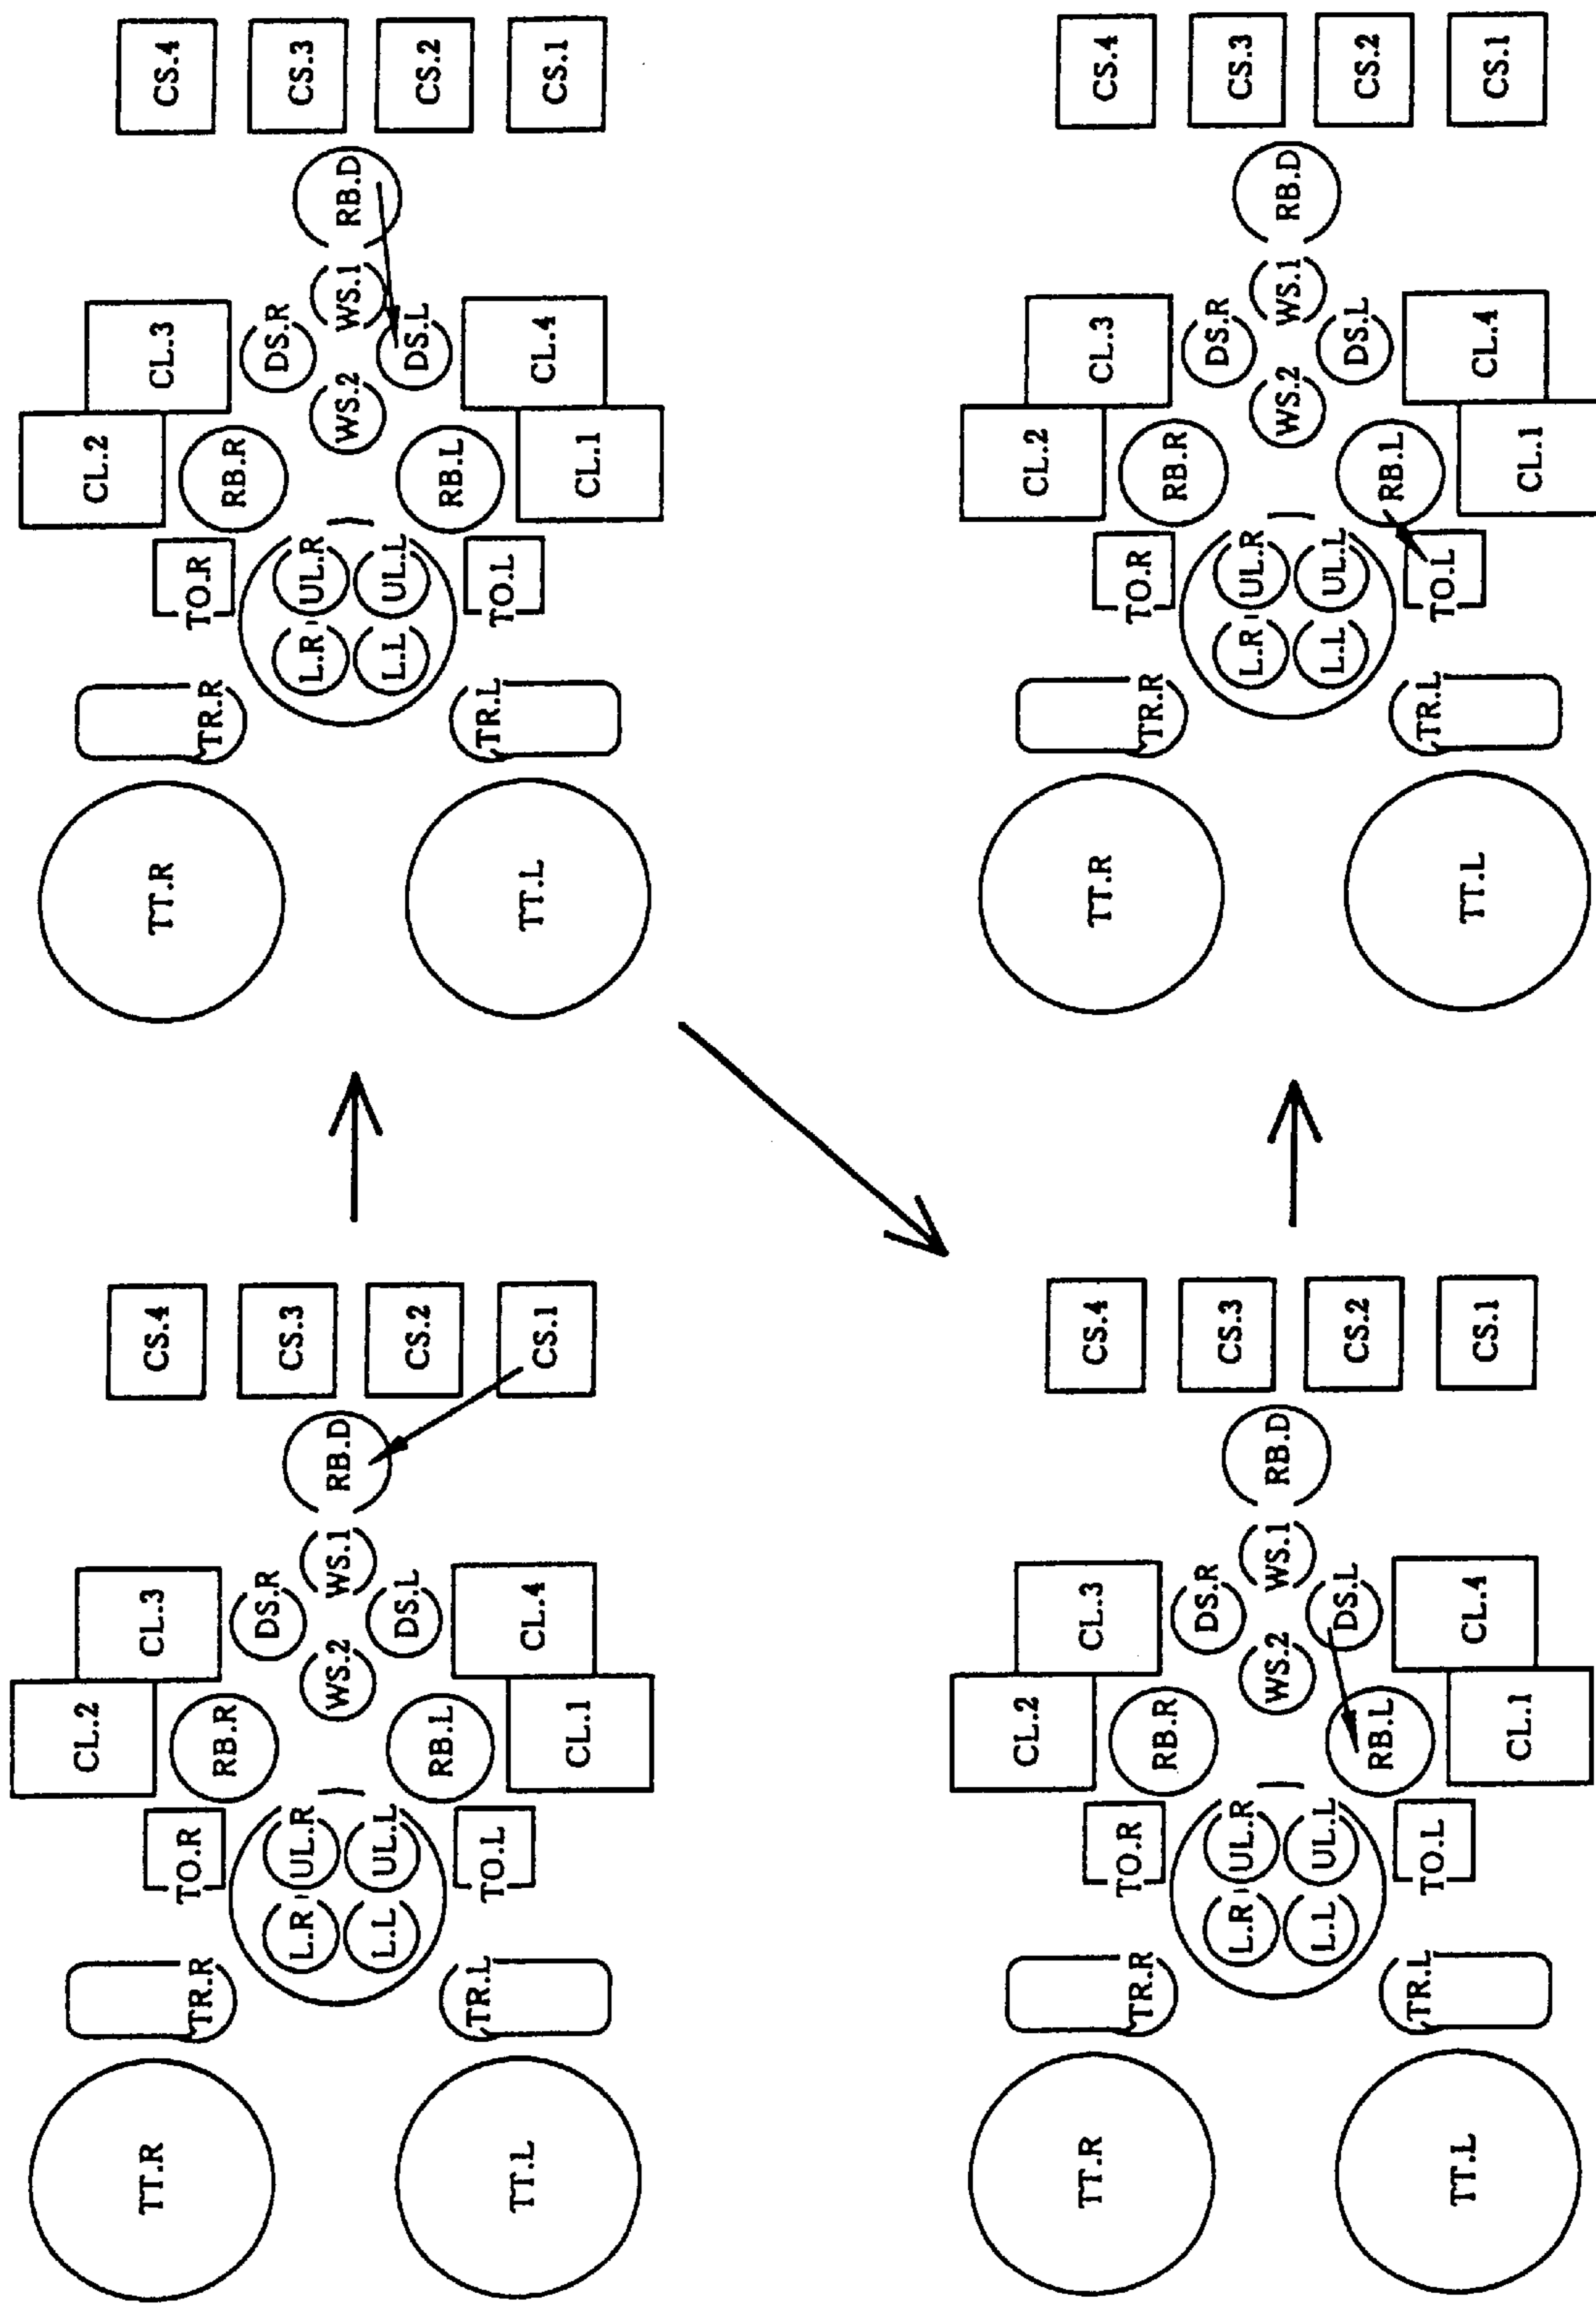 TT.R
TR.R
TO.R
CL.2
CL.3
CS.4
L.R
UL.R
RB.R
DS.R
CS.3
WS.2
WS.1
RB.D
L.L
UL.L
RB.L
DS.L
CS.2
TT.L
TR.L
TO.L
CL.1
CL.4
CS.1
TT.R
TR.R
TO.R
CL.2
CL.3
CS.4
L.R
UL.R
RB.R
DS.R
CS.3
WS.2
WS.1
RB.D
L.L
UL.L
RB.L
DS.L
CS.2
TT.L
TR.L
TO.L
CL.1
CL.4
CS.1
TT.R
TR.R
TO.R
CL.2
CL.3
CS.4
L.R
UL.R
RB.R
DS.R
CS.3
WS.2
WS.1
RB.D
L.L
UL.L
RB.L
DS.L
CS.2
TT.L
TR.L
TO.L
CL.1
CL.4
CS.1
TT.R
TR.R
TO.R
CL.2
CL.3
CS.4
L.R
UL.R
RB.R
DS.R
CS.3
WS.2
WS.1
RB.D
L.L
UL.L
RB.L
DS.L
CS.2
TT.L
TR.L
TO.L
CL.1
CL.4
CS.1